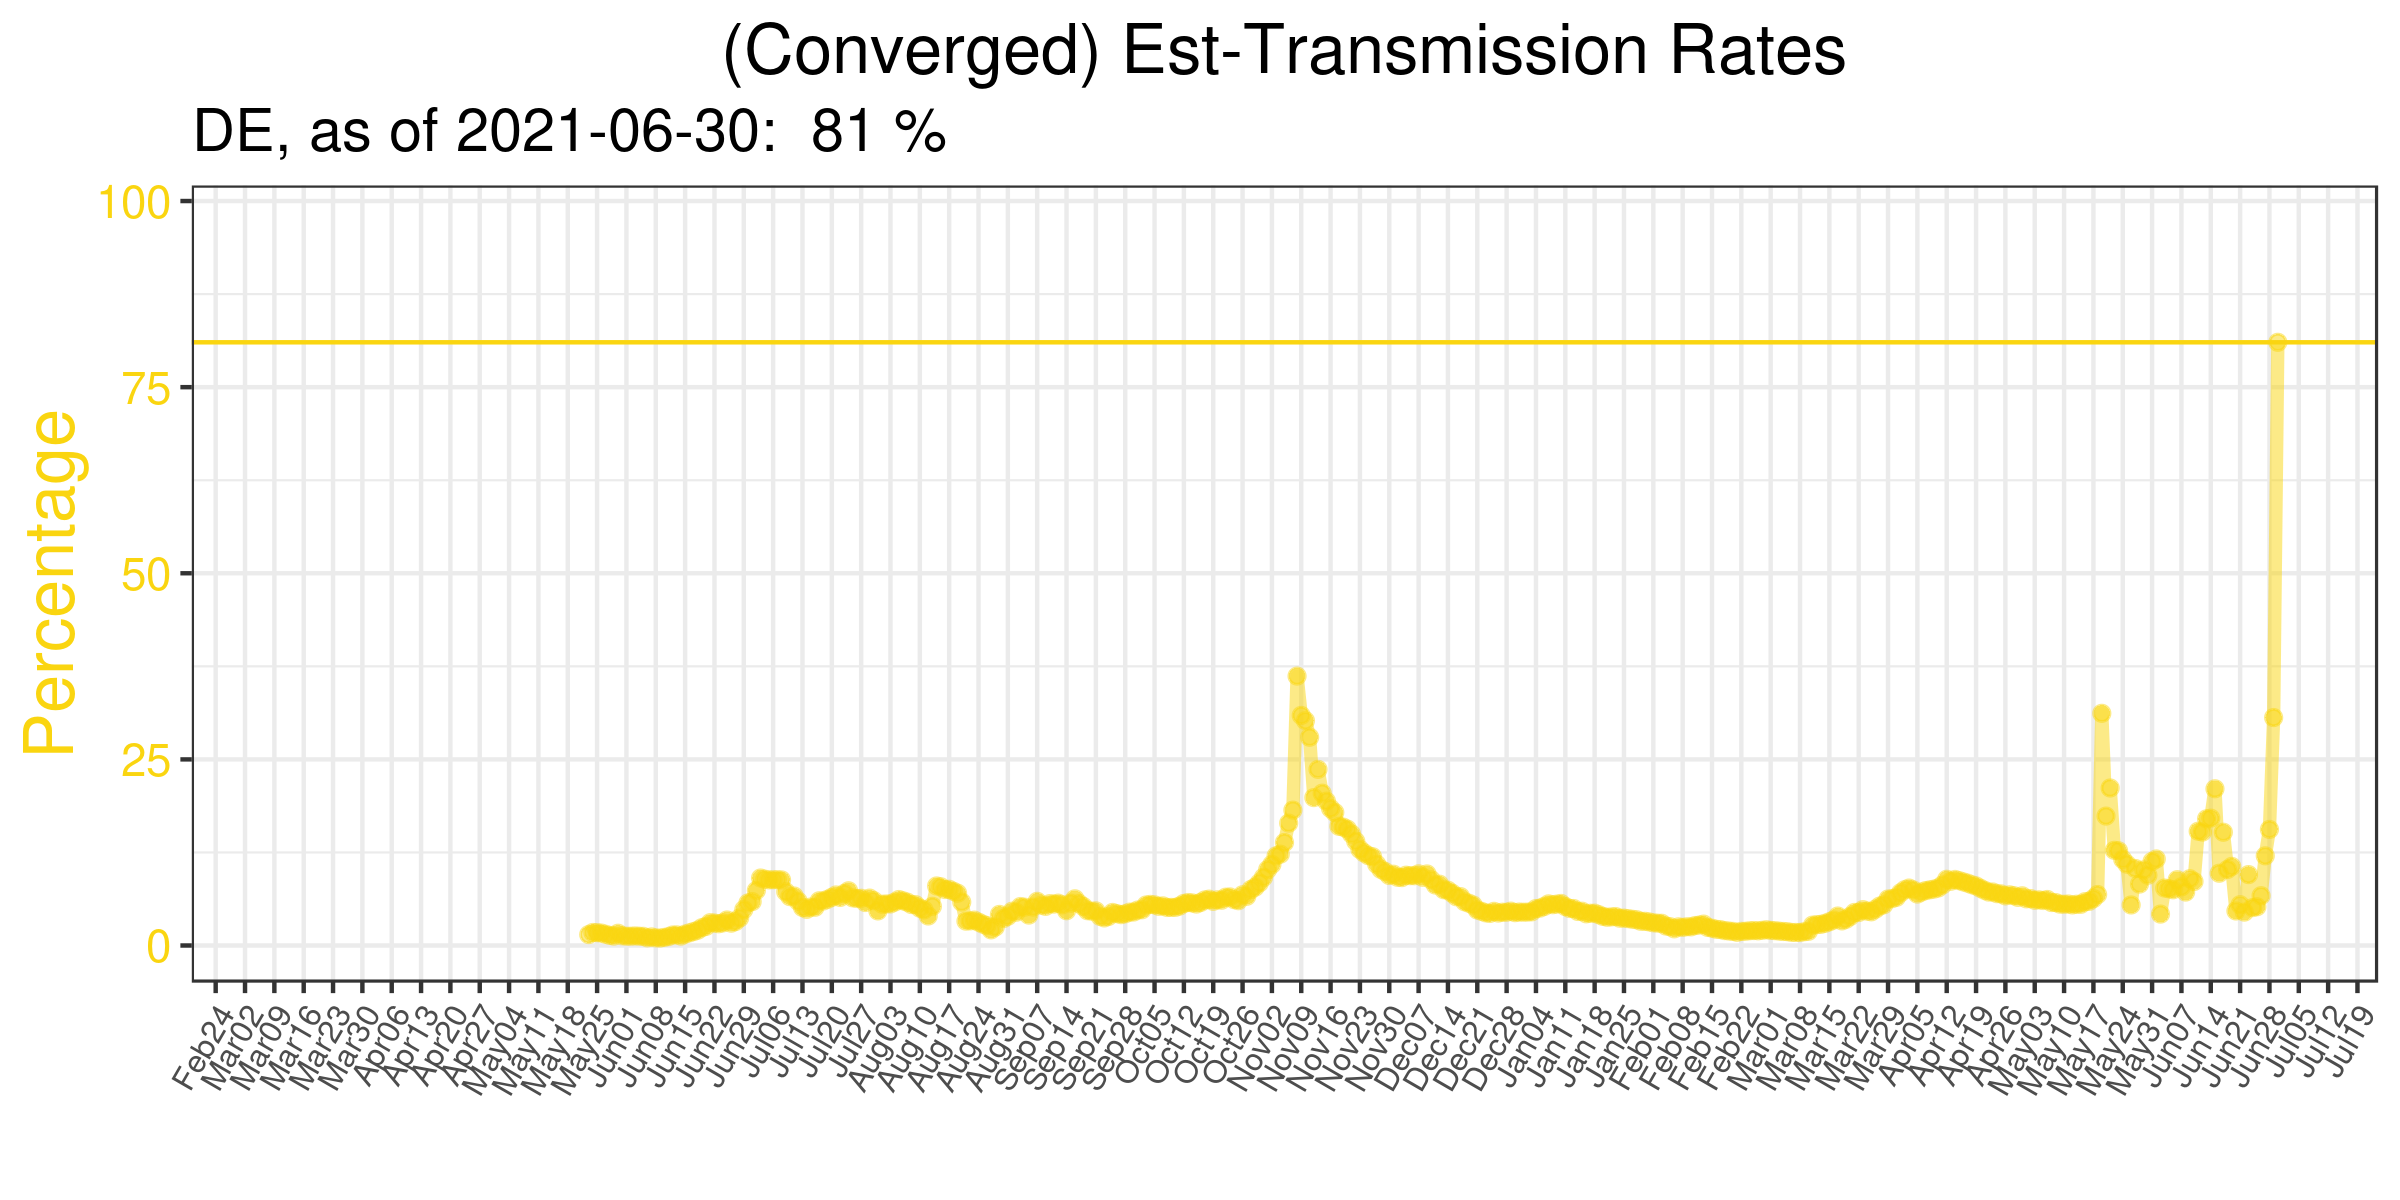 (Converged) Est-Transmission Rates
DE, as of 2021-06-30:  81 %
Percentage
100
75
50
25
0
Feb24
Mar02
Mar09
Mar16
Mar23
Mar30
Apr06
Apr13
Apr20
Apr27
May04
May11
May18
May25
Jun01
Jun08
Jun15
Jun22
Jun29
Jul06
Jul13
Jul20
Jul27
Aug03
Aug10
Aug17
Aug24
Aug31
Sep07
Sep14
Sep21
Sep28
Oct05
Oct12
Oct19
Oct26
Nov02
Nov09
Nov16
Nov23
Nov30
Dec07
Dec14
Dec21
Dec28
Jan04
Jan11
Jan18
Jan25
Feb01
Feb08
Feb15
Feb22
Mar01
Mar08
Mar15
Mar22
Mar29
Apr05
Apr12
Apr19
Apr26
May03
May10
May17
May24
May31
Jun07
Jun14
Jun21
Jun28
Jul05
Jul12
Jul19